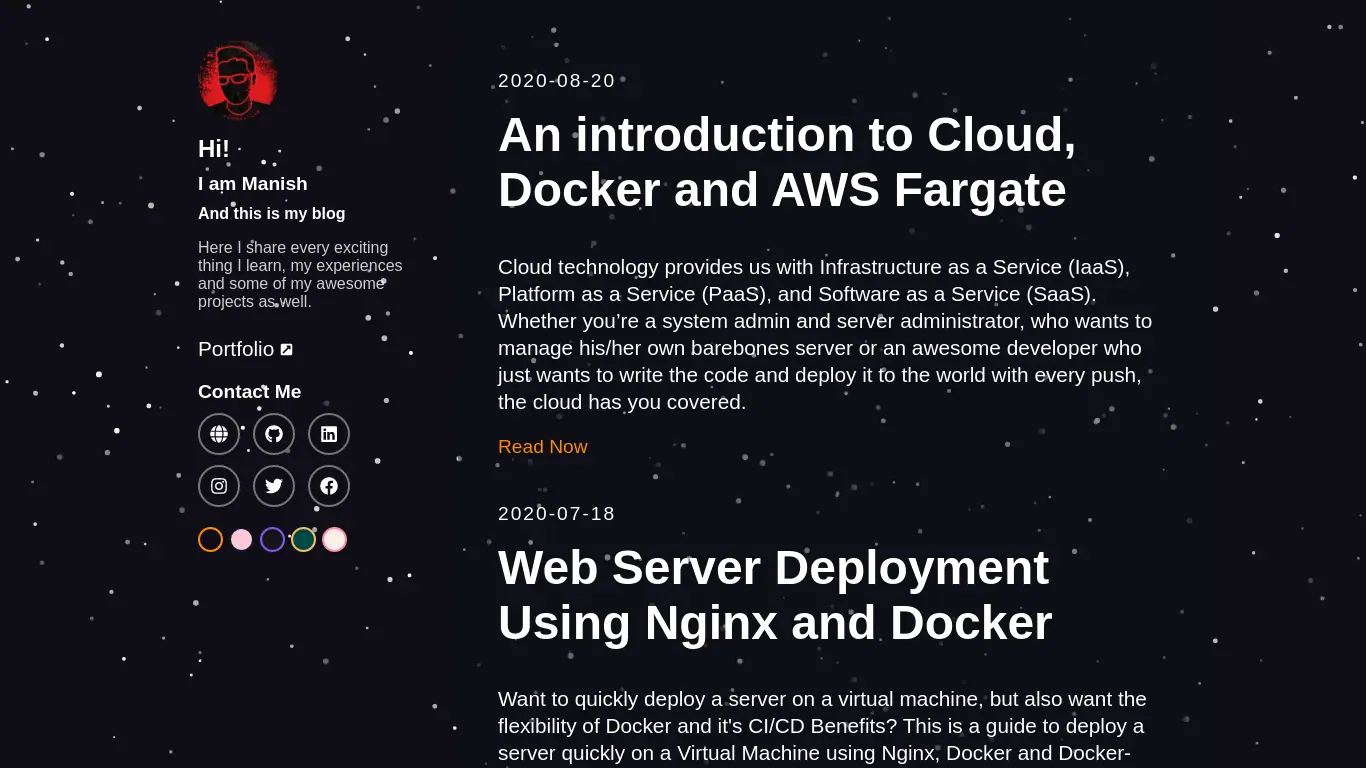 Hi!
I am Manish
And this is my blog
Here I share every exciting
thing I learn, my experiences
and some of my awesome
projects as well.
Portfolio
Contact Me
2020-08-20
An introduction to Cloud,
Docker and AWS Fargate
Cloud technology provides us with Infrastructure as a Service (IaaS),
Platform as a Service (PaaS), and Software as a Service (SaaS).
Whether you’re a system admin and server administrator, who wants to
manage his/her own barebones server or an awesome developer who
just wants to write the code and deploy it to the world with every push,
the cloud has you covered.
Read Now
2020-07-18
Web Server Deployment
Using Nginx and Docker
Want to quickly deploy a server on a virtual machine, but also want the
flexibility of Docker and it's CI/CD Benefits? This is a guide to deploy a
server quickly on a Virtual Machine using Nginx, Docker and Docker-